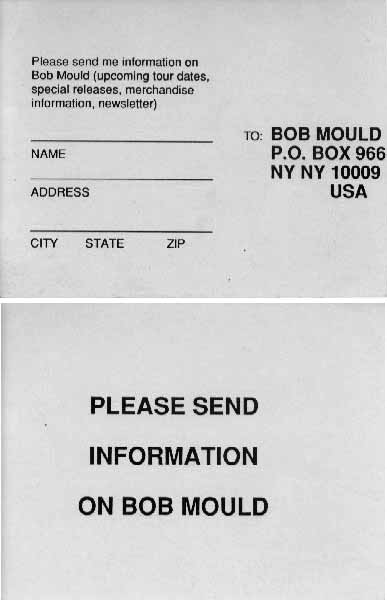 Please send me information on
Bob Mould (upcoming tour dates,
special releases, merchandise
information, newsletter)
NAME
ADDRESS
CITY STATE ZIP
TO: BOB MOULD
P.O. BOX 966
NY NY 10009
USA
PLEASE SEND
INFORMATION
ON BOB MOULD